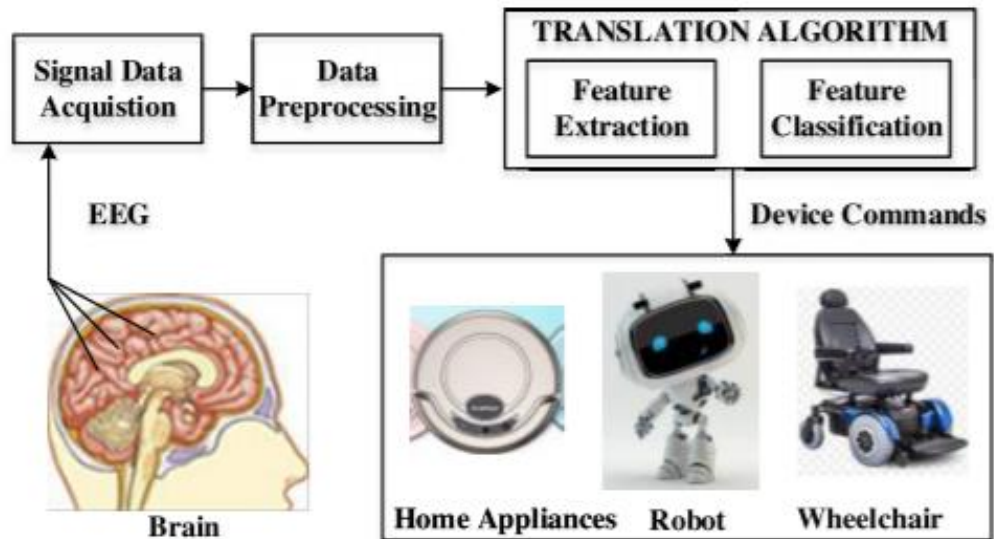 Signal Data
Acquistion
Data
Preprocessing
TRANSLATION ALGORITHM
Feature
Extraction
Feature
Classification
EEG
Device Commands
Brain
Home Appliances
Robot
Wheelchair